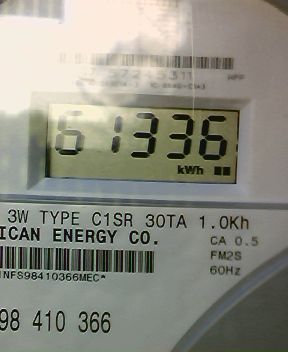 61336
kWh
3W TYPE C1SR 30TA 1.0Kh
ICAN ENERGY CO.
CA 0.5
FM2S
60Hz
INFS98410366MEC*
98 410 366